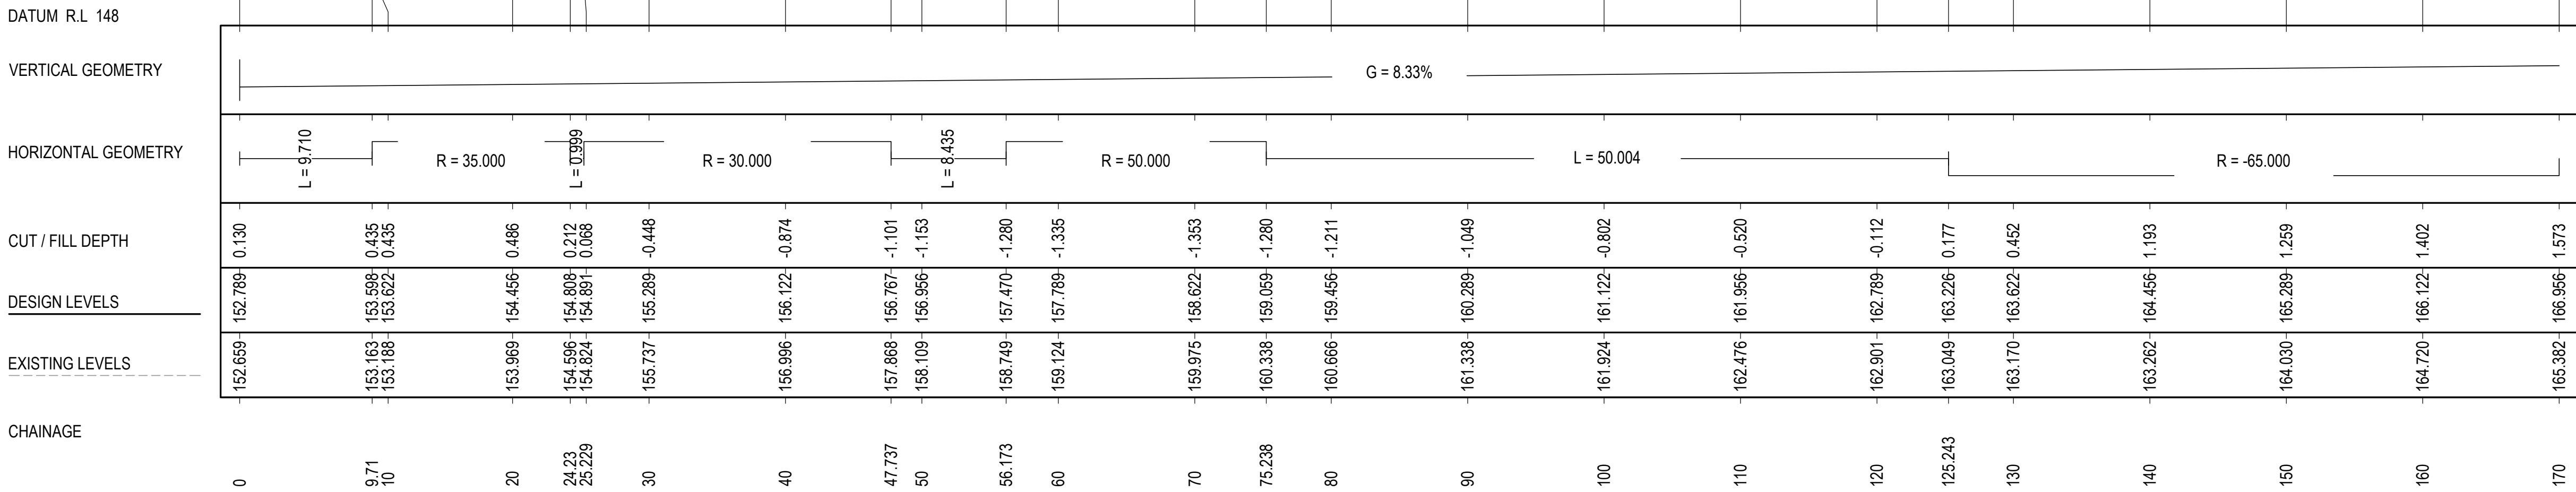 DATUM R.L 148
VERTICAL GEOMETRY
G = 8.33%
HORIZONTAL GEOMETRY
L = 9.710 R = 35.000 L = 0.999 R = 30.000 L = 8.435 R = 50.000 L = 50.004 R = -65.000
CUT / FILL DEPTH
0.130 0.435 0.435 0.486 0.212 0.068 -0.448 -0.874 -1.101 -1.153 -1.280 -1.335 -1.353 -1.280 -1.211 -1.049 -0.802 -0.520 -0.112 0.177 0.452 1.193 1.259 1.402 1.573
DESIGN LEVELS
152.789 153.598 153.622 154.456 154.808 154.891 155.289 156.122 156.767 156.956 157.470 157.789 158.622 159.059 159.456 160.289 161.122 161.956 162.789 163.226 163.622 164.456 165.289 166.122 166.956
EXISTING LEVELS
152.659 153.163 153.188 153.969 154.596 154.824 155.737 156.996 157.868 158.109 158.749 159.124 159.975 160.338 160.666 161.338 161.924 162.476 162.901 163.049 163.170 163.262 164.030 164.720 165.382
CHAINAGE
0 9.71 10 20 24.23 25.229 30 40 47.737 50 56.173 60 70 75.238 80 90 100 110 120 125.243 130 140 150 160 170